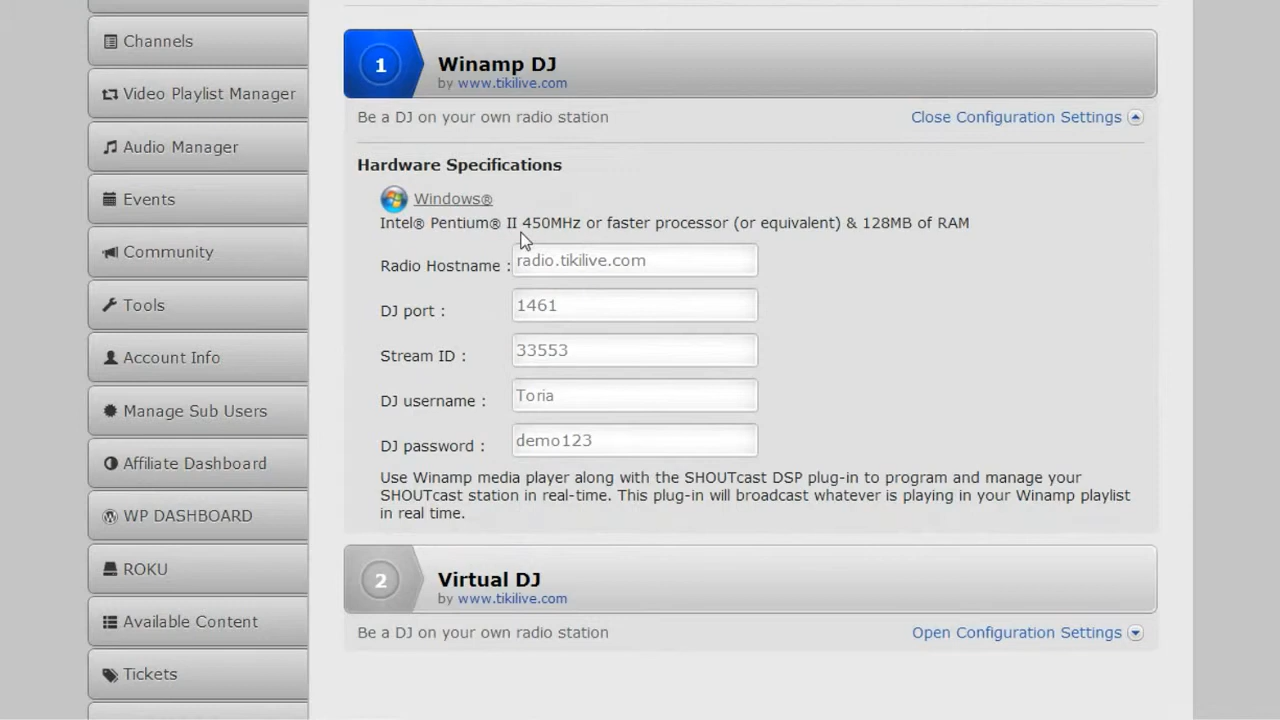 Channels
Video Playlist Manager
Audio Manager
Events
Community
Tools
Account Info
Manage Sub Users
Affiliate Dashboard
WP DASHBOARD
ROKU
Available Content
Tickets
1
Winamp DJ
by www.tikilive.com
Be a DJ on your own radio station
Close Configuration Settings
Hardware Specifications
Windows®
Intel® Pentium® II 450MHz or faster processor (or equivalent) & 128MB of RAM
Radio Hostname : radio.tikilive.com
DJ port : 1461
Stream ID : 33553
DJ username : Toria
DJ password : demo123
Use Winamp media player along with the SHOUTcast DSP plug-in to program and manage your
SHOUTcast station in real-time. This plug-in will broadcast whatever is playing in your Winamp playlist
in real time.
2
Virtual DJ
by www.tikilive.com
Be a DJ on your own radio station
Open Configuration Settings